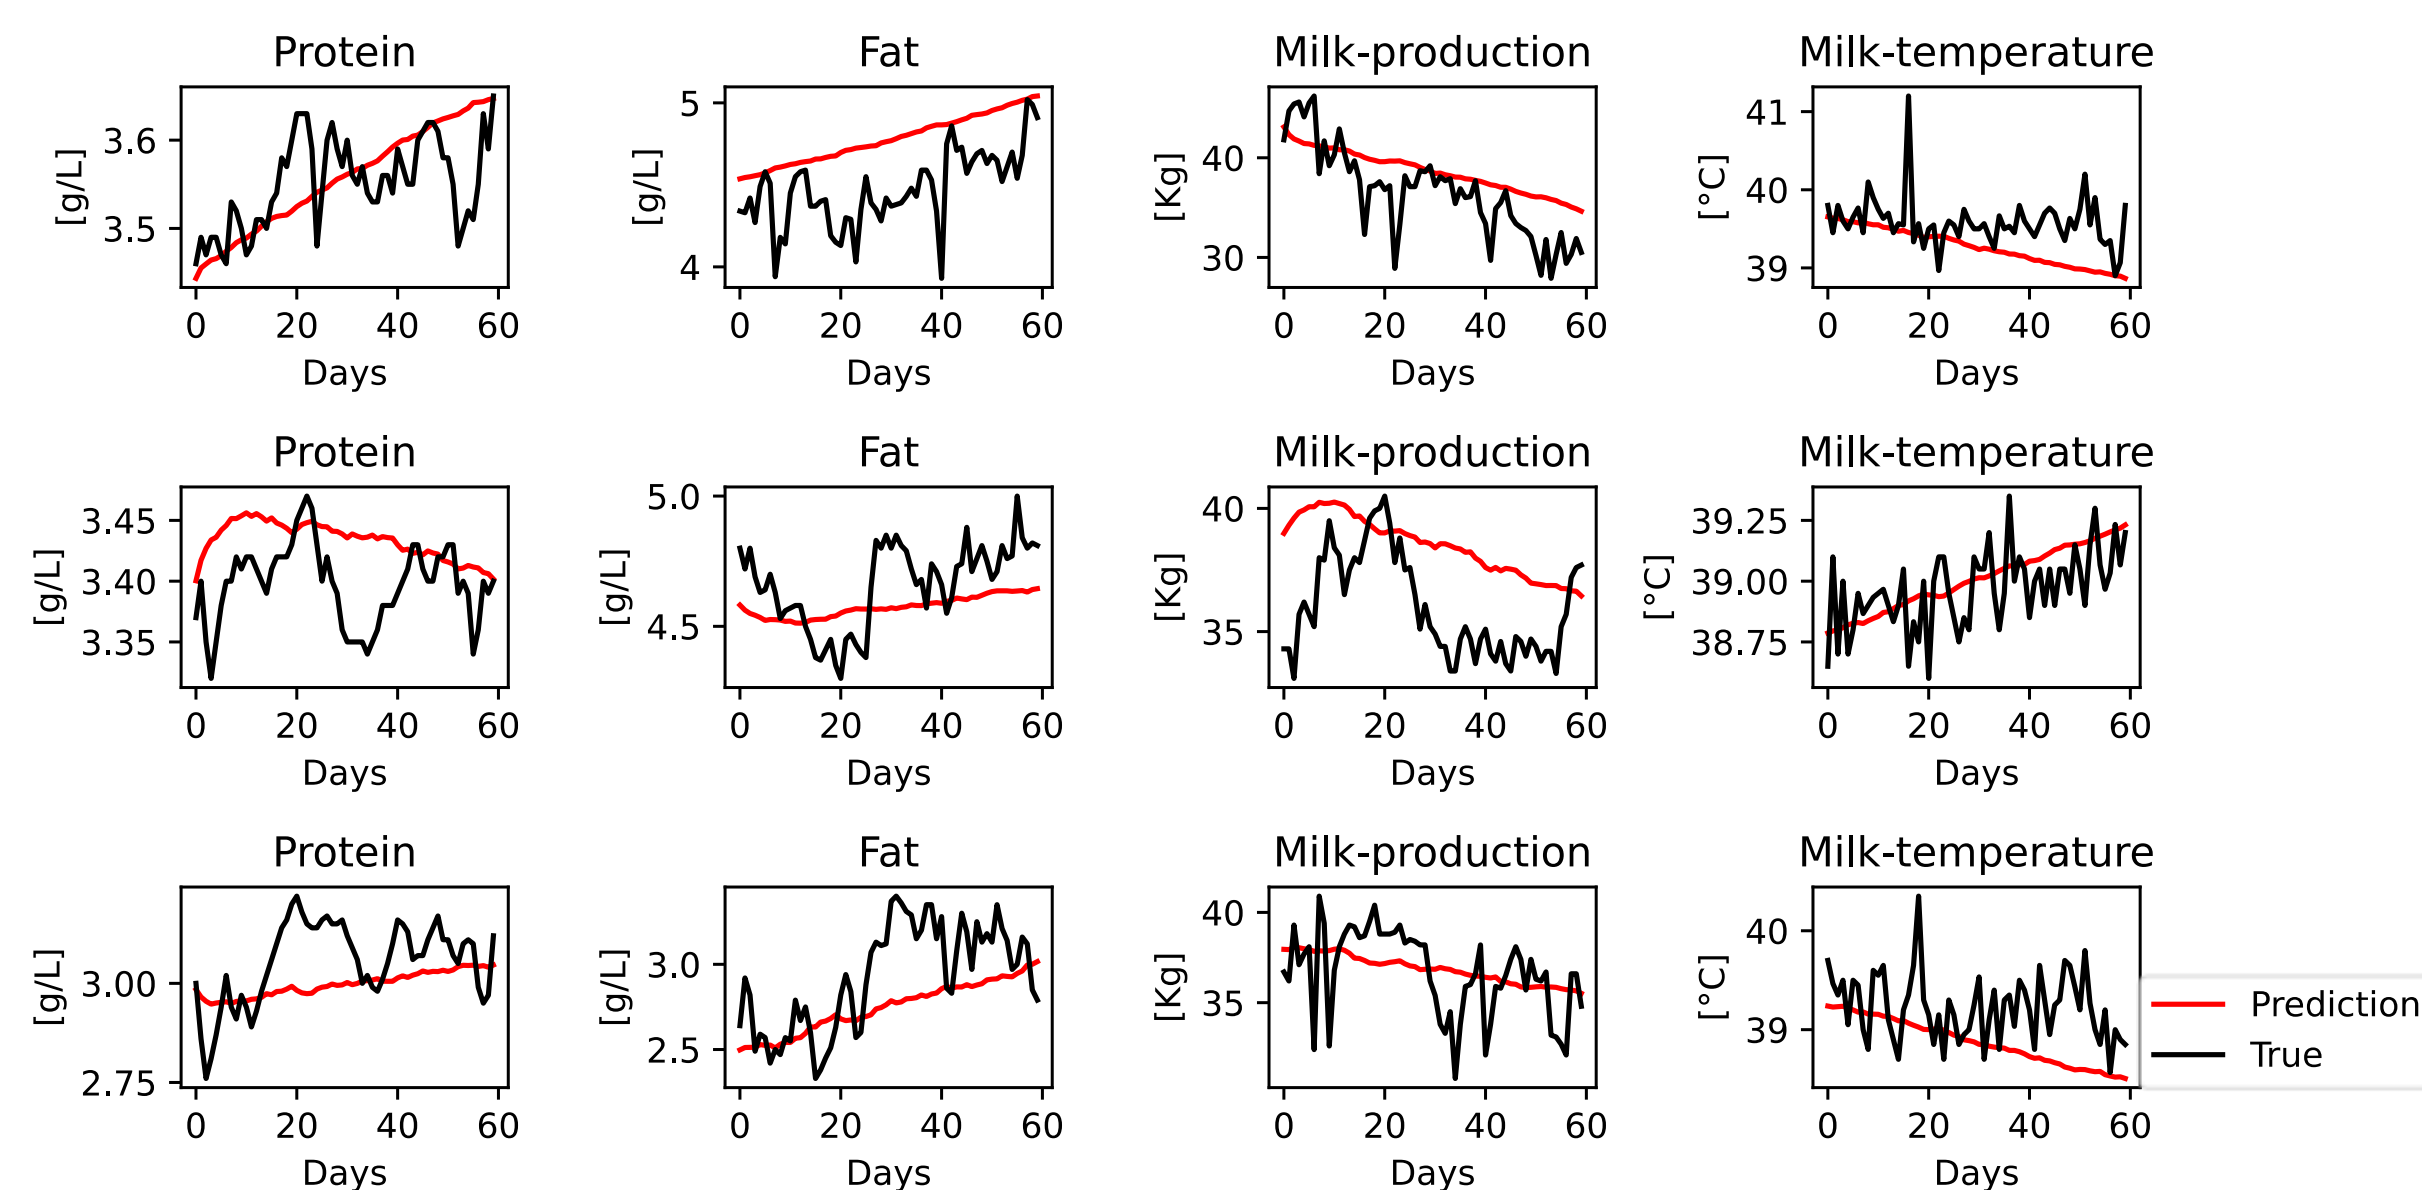 Protein Fat Milk-production Milk-temperature
[g/L] 3.6 3.5 [g/L] 5 4 [Kg] 40 30 [°C] 41 40 39
0 20 40 60 0 20 40 60 0 20 40 60 0 20 40 60
Days Days Days Days
Protein Fat Milk-production Milk-temperature
[g/L] 3.45 3.40 3.35 [g/L] 5.0 4.5 [Kg] 40 35 [°C] 39.25 39.00 38.75
0 20 40 60 0 20 40 60 0 20 40 60 0 20 40 60
Days Days Days Days
Protein Fat Milk-production Milk-temperature
[g/L] 3.00 2.75 [g/L] 3.0 2.5 [Kg] 40 35 [°C] 40 39
Prediction
True
0 20 40 60 0 20 40 60 0 20 40 60 0 20 40 60
Days Days Days Days